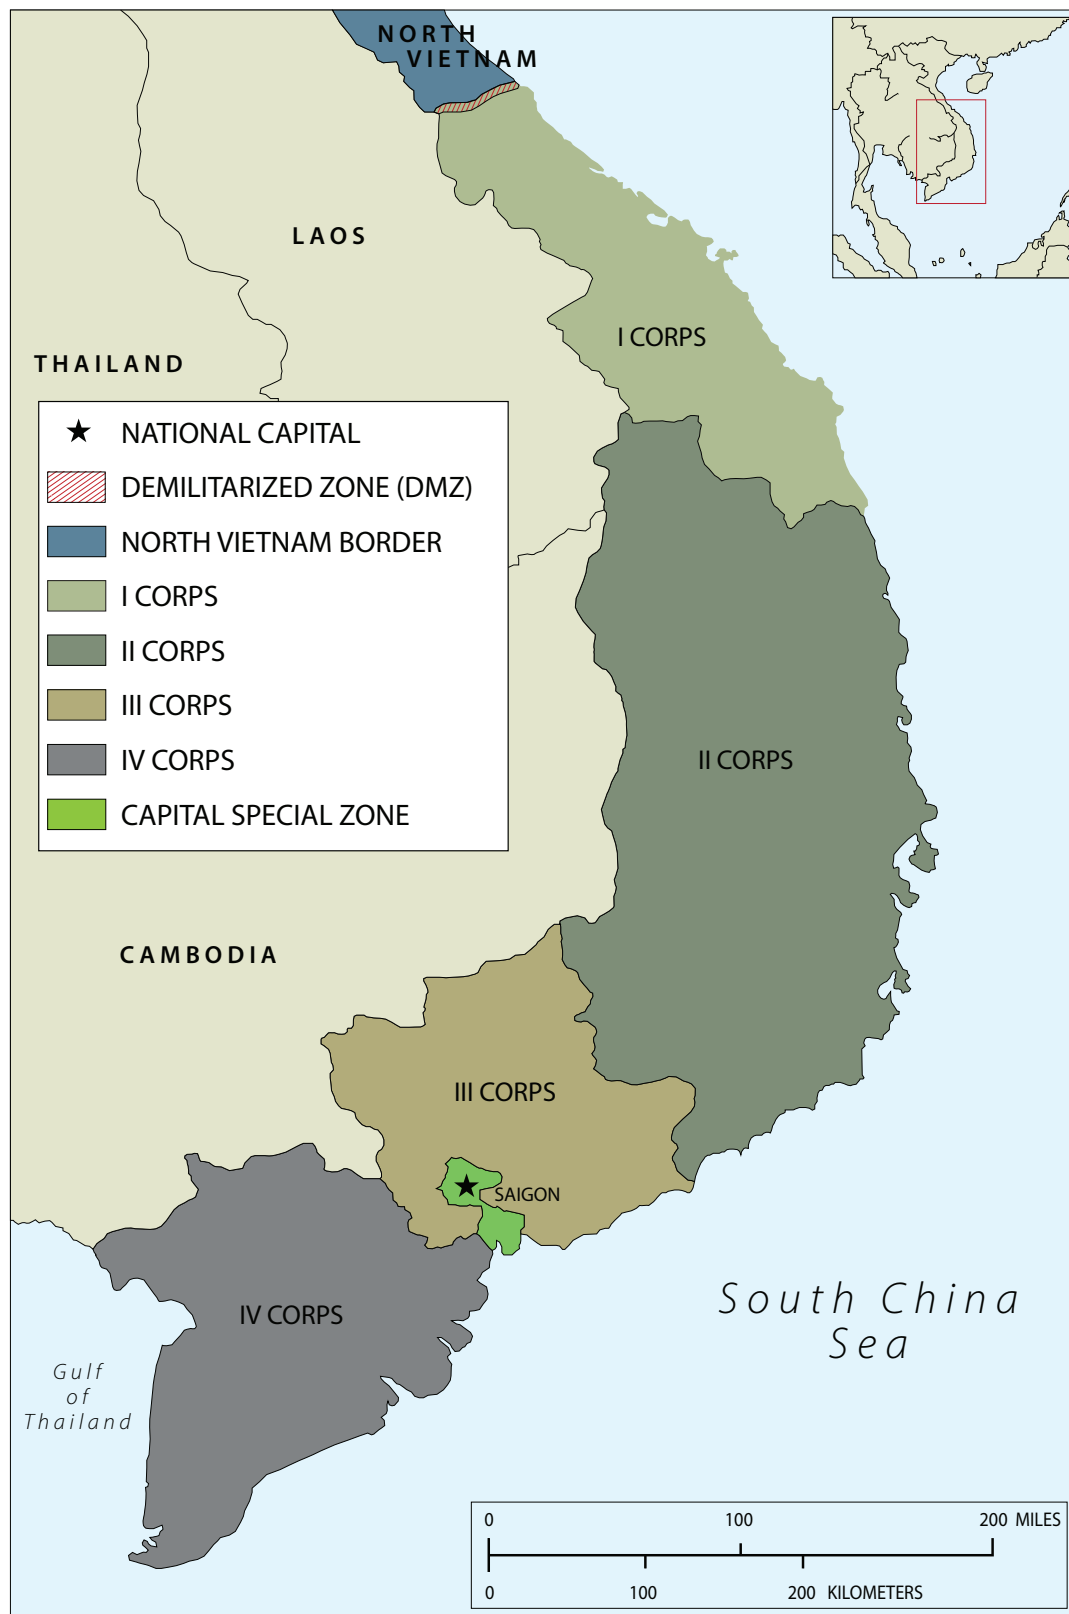 NORTH
VIETNAM
LAOS
THAILAND
I CORPS
NATIONAL CAPITAL
DEMILITARIZED ZONE (DMZ)
NORTH VIETNAM BORDER
I CORPS
II CORPS
III CORPS
IV CORPS
CAPITAL SPECIAL ZONE
II CORPS
CAMBODIA
III CORPS
SAIGON
IV CORPS
South China
Sea
Gulf
of
Thailand
0 100 200 MILES
0 100 200 KILOMETERS